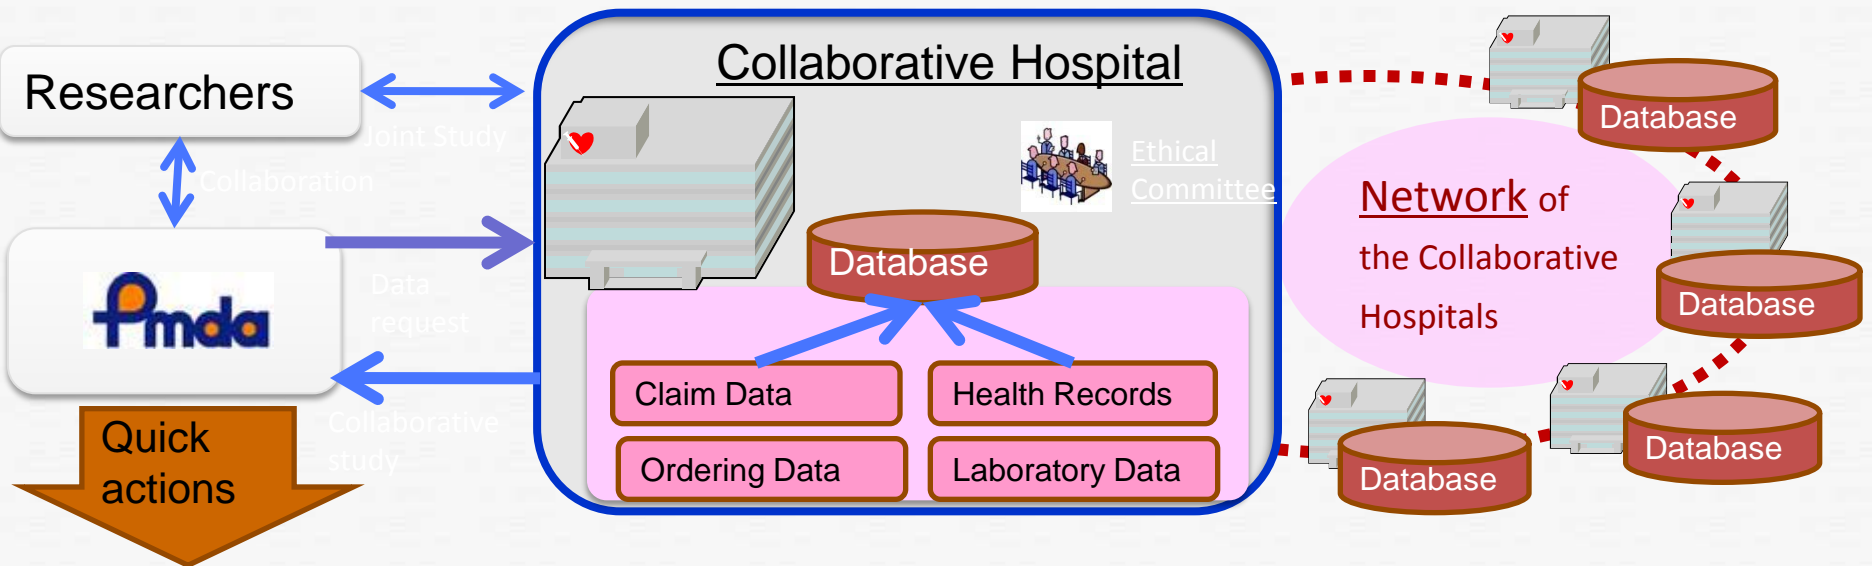 Researchers
Joint Study
Collaboration
Pmda
Data
request
Collaborative
study
Quick
actions
Collaborative Hospital
Ethical
Committee
Database
Claim Data
Health Records
Ordering Data
Laboratory Data
Network of
the Collaborative
Hospitals
Database
Database
Database
Database